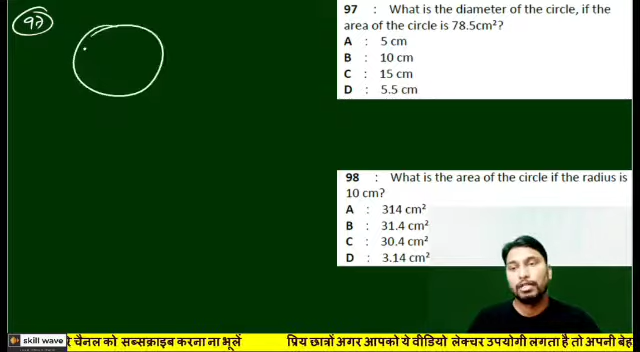 97
97 : What is the diameter of the circle, if the
area of the circle is 78.5cm²?
A : 5 cm
B : 10 cm
C : 15 cm
D : 5.5 cm
98 : What is the area of the circle if the radius is
10 cm?
A : 314 cm²
B : 31.4 cm²
C : 30.4 cm²
D : 3.14 cm²
skill wave
चैनल को सब्सक्राइब करना ना भूलें प्रिय छात्रों अगर आपको ये वीडियो लेक्चर उपयोगी लगता है तो अपनी